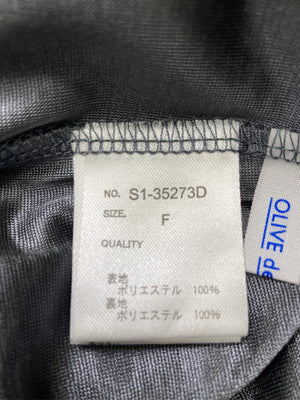 NO. S1-35273D
SIZE. F
QUALITY
表地
ポリエステル 100%
裏地
ポリエステル 100%
OLIVE de